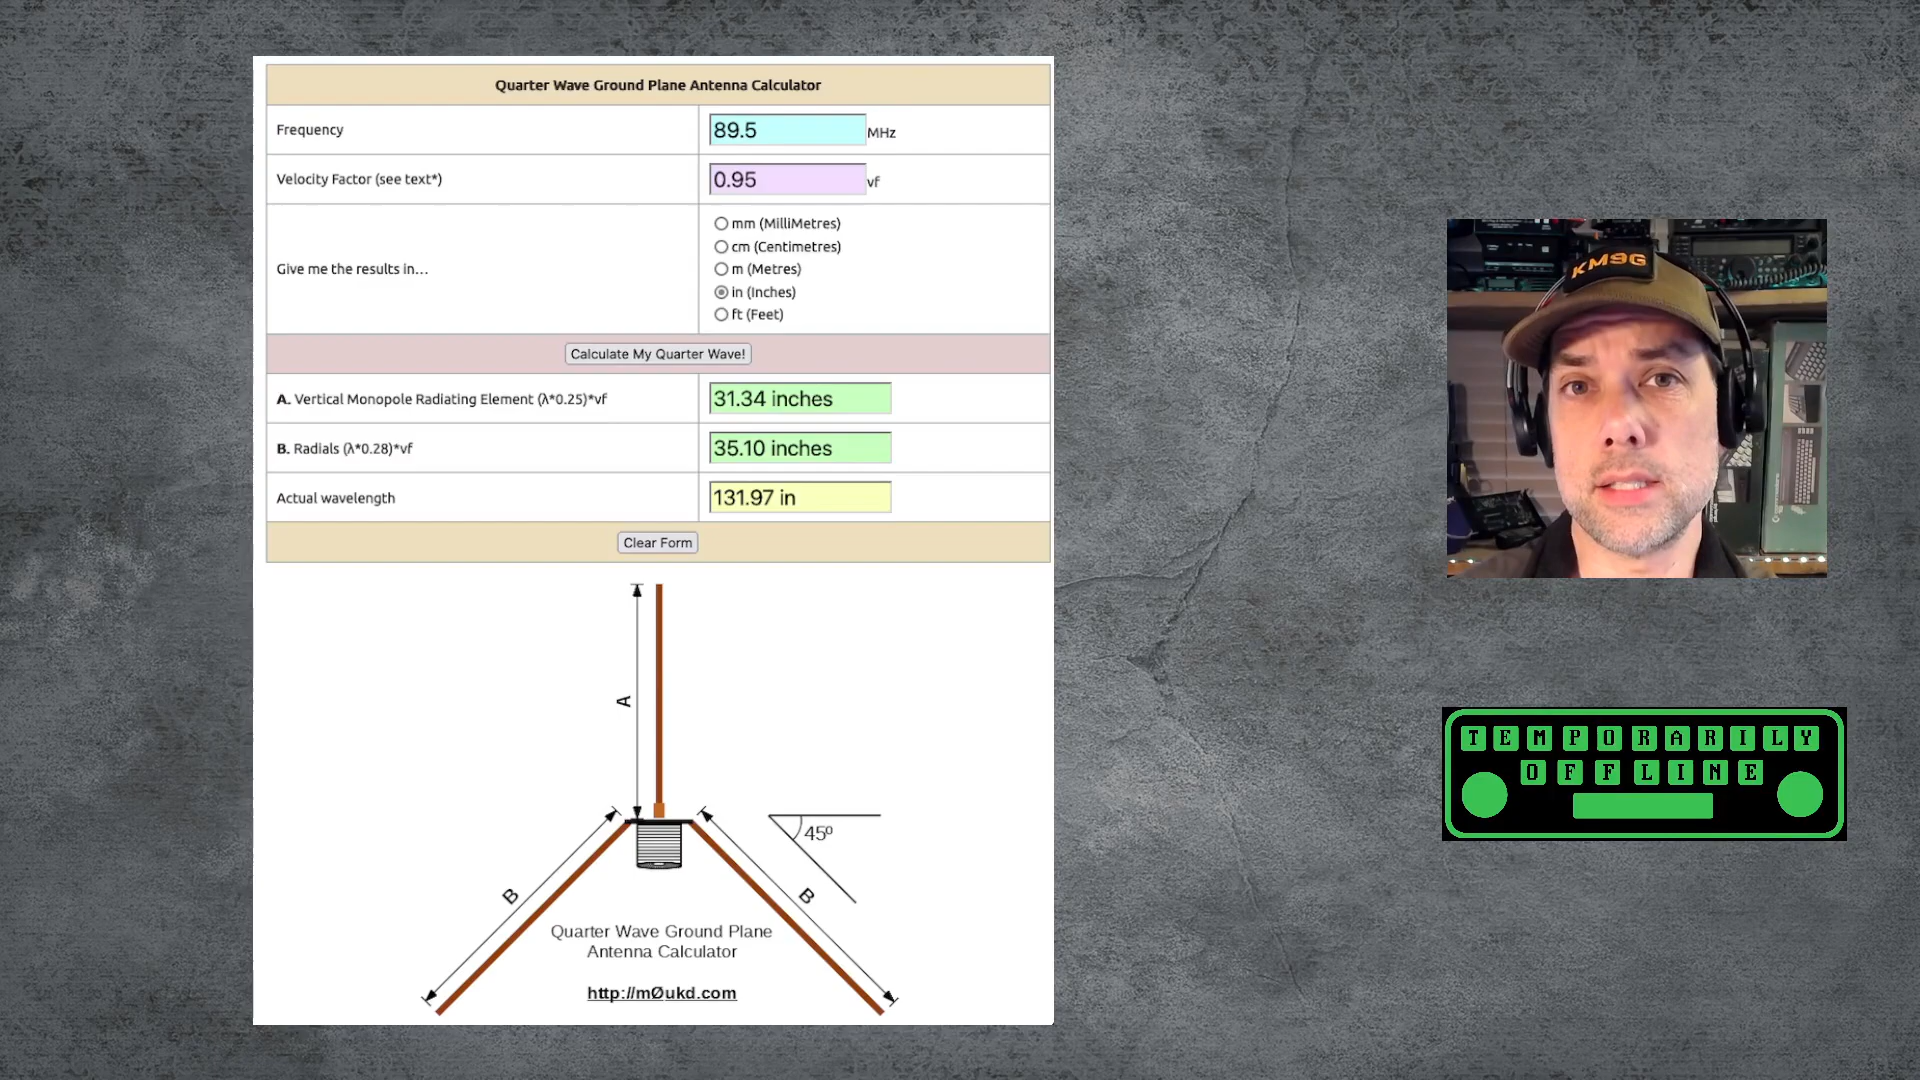 Quarter Wave Ground Plane Antenna Calculator
Frequency
89.5 MHz
Velocity Factor (see text*)
0.95 vf
Give me the results in...
mm (MilliMetres)
cm (Centimetres)
m (Metres)
in (Inches)
ft (Feet)
Calculate My Quarter Wave!
A. Vertical Monopole Radiating Element (λ*0.25)*vf
31.34 inches
B. Radials (λ*0.28)*vf
35.10 inches
Actual wavelength
131.97 in
Clear Form
A
B
B
45º
Quarter Wave Ground Plane
Antenna Calculator
http://mØukd.com
KM9G
TEMPORARILY
OFFLINE